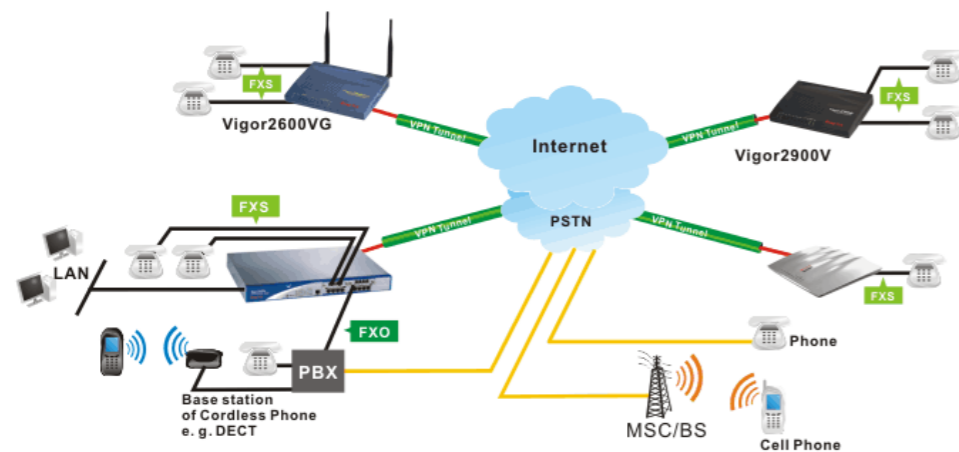 FXS
Vigor2600VG
VPN Tunnel
Internet
VPN Tunnel
FXS
Vigor2900V
FXS
VPN Tunnel
PSTN
VPN Tunnel
LAN
FXS
FXO
PBX
Phone
Base station
of Cordless Phone
e. g. DECT
MSC/BS
Cell Phone